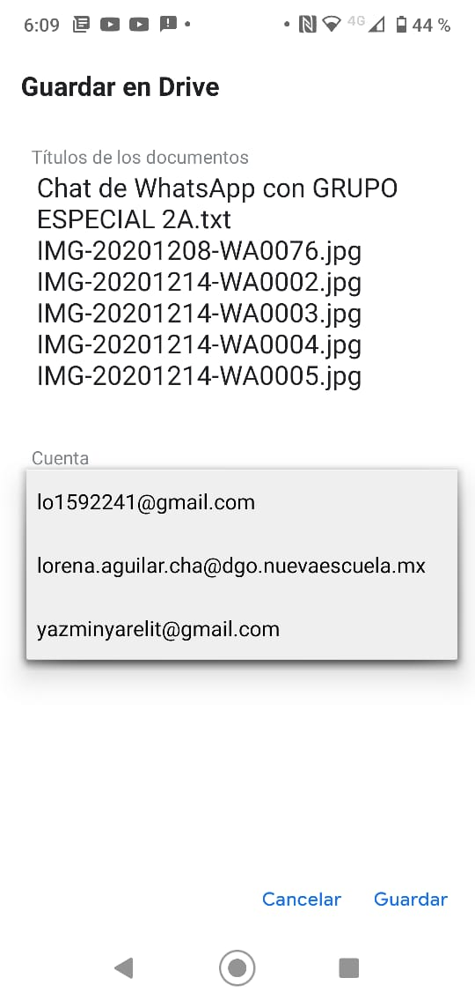 6:09 4G 44 %
Guardar en Drive
Títulos de los documentos
Chat de WhatsApp con GRUPO
ESPECIAL 2A.txt
IMG-20201208-WA0076.jpg
IMG-20201214-WA0002.jpg
IMG-20201214-WA0003.jpg
IMG-20201214-WA0004.jpg
IMG-20201214-WA0005.jpg
Cuenta
lo1592241@gmail.com
lorena.aguilar.cha@dgo.nuevaescuela.mx
yazminyarelit@gmail.com
Cancelar Guardar